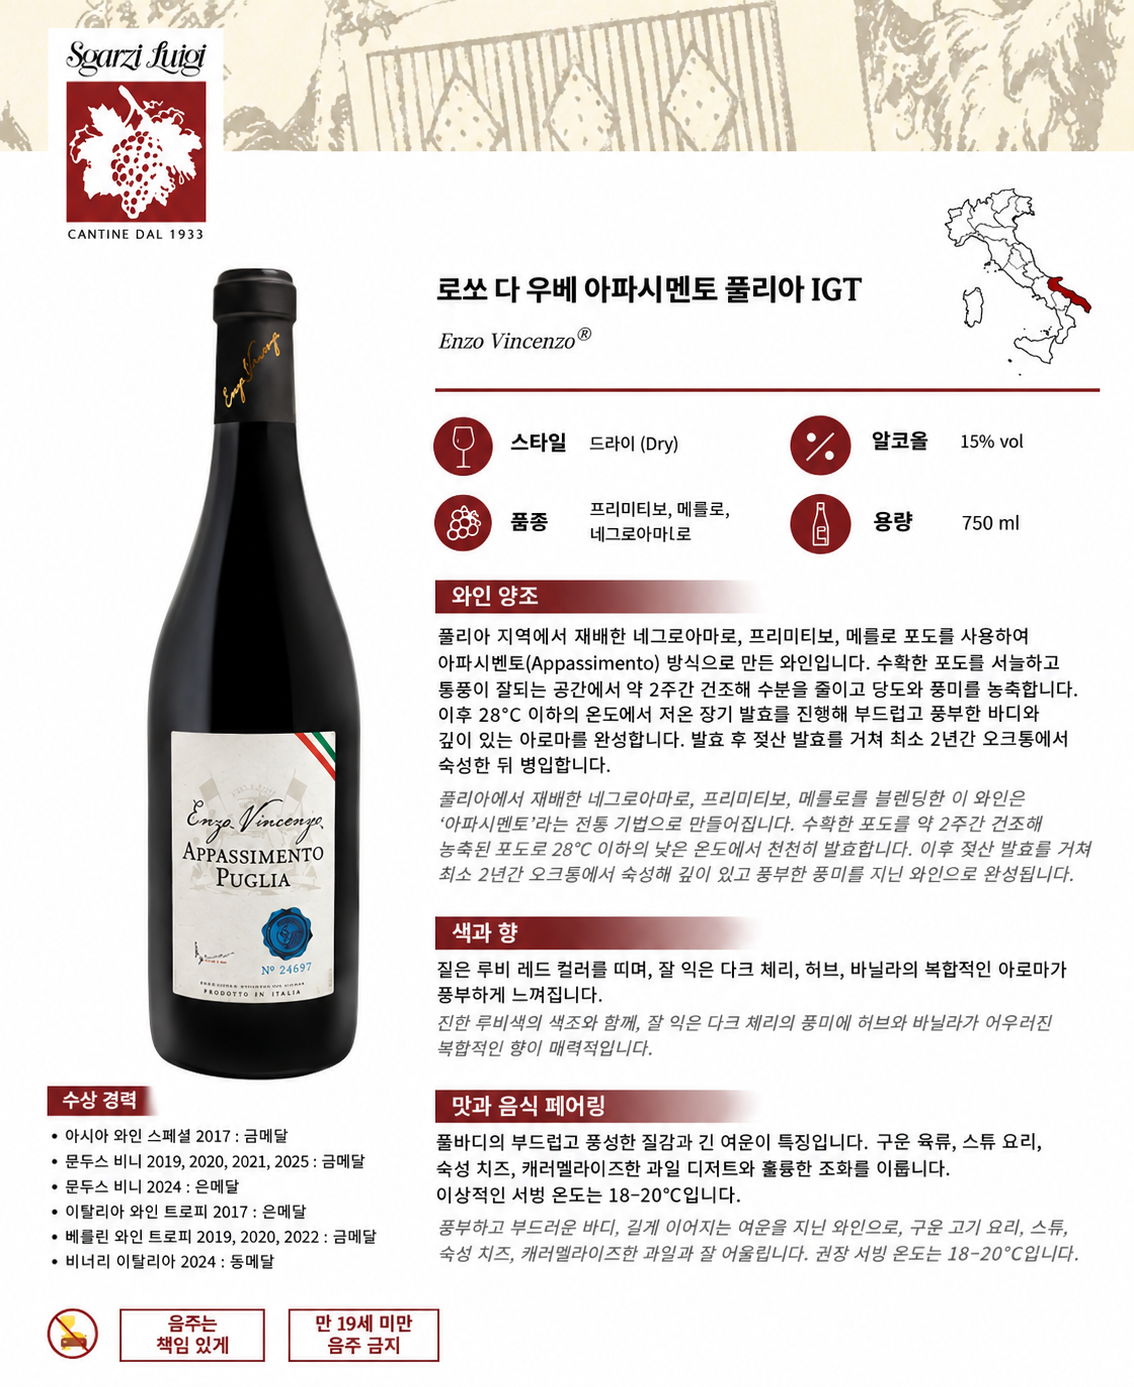 Sgarzi Luigi
CANTINE DAL 1933
로쏘 다 우베 아파시멘토 풀리아 IGT
Enzo Vincenzo®
스타일 드라이 (Dry)
알코올 15% vol
품종 프리미티보, 메를로,
네그로아마로
용량 750 ml
와인 양조
풀리아 지역에서 재배한 네그로아마로, 프리미티보, 메를로 포도를 사용하여
아파시벤토(Appassimento) 방식으로 만든 와인입니다. 수확한 포도를 서늘하고
통풍이 잘되는 공간에서 약 2주간 건조해 수분을 줄이고 당도와 풍미를 농축합니다.
이후 28°C 이하의 온도에서 저온 장기 발효를 진행해 부드럽고 풍부한 바디와
깊이 있는 아로마를 완성합니다. 발효 후 젖산 발효를 거쳐 최소 2년간 오크통에서
숙성한 뒤 병입합니다.
풀리아에서 재배한 네그로아마로, 프리미티보, 메를로를 블렌딩한 이 와인은
‘아파시멘토’라는 전통 기법으로 만들어집니다. 수확한 포도를 약 2주간 건조해
농축된 포도로 28°C 이하의 낮은 온도에서 천천히 발효합니다. 이후 젖산 발효를 거쳐
최소 2년간 오크통에서 숙성해 깊이 있고 풍부한 풍미를 지닌 와인으로 완성됩니다.
색과 향
짙은 루비 레드 컬러를 띠며, 잘 익은 다크 체리, 허브, 바닐라의 복합적인 아로마가
풍부하게 느껴집니다.
진한 루비색의 색조와 함께, 잘 익은 다크 체리의 풍미에 허브와 바닐라가 어우러진
복합적인 향이 매력적입니다.
맛과 음식 페어링
풀바디의 부드럽고 풍성한 질감과 긴 여운이 특징입니다. 구운 육류, 스튜 요리,
숙성 치즈, 캐러멜라이즈한 과일 디저트와 훌륭한 조화를 이룹니다.
이상적인 서빙 온도는 18-20°C입니다.
풍부하고 부드러운 바디, 길게 이어지는 여운을 지닌 와인으로, 구운 고기 요리, 스튜,
숙성 치즈, 캐러멜라이즈한 과일과 잘 어울립니다. 권장 서빙 온도는 18-20°C입니다.
Enzo Vincenzo
Enzo Vincenzo
APPASSIMENTO
PUGLIA
Nº 24697
PRODOTTO IN ITALIA
수상 경력
• 아시아 와인 스페셜 2017 : 금메달
• 문두스 비니 2019, 2020, 2021, 2025 : 금메달
• 문두스 비니 2024 : 은메달
• 이탈리아 와인 트로피 2017 : 은메달
• 베를린 와인 트로피 2019, 2020, 2022 : 금메달
• 비너리 이탈리아 2024 : 동메달
음주는
책임 있게
만 19세 미만
음주 금지